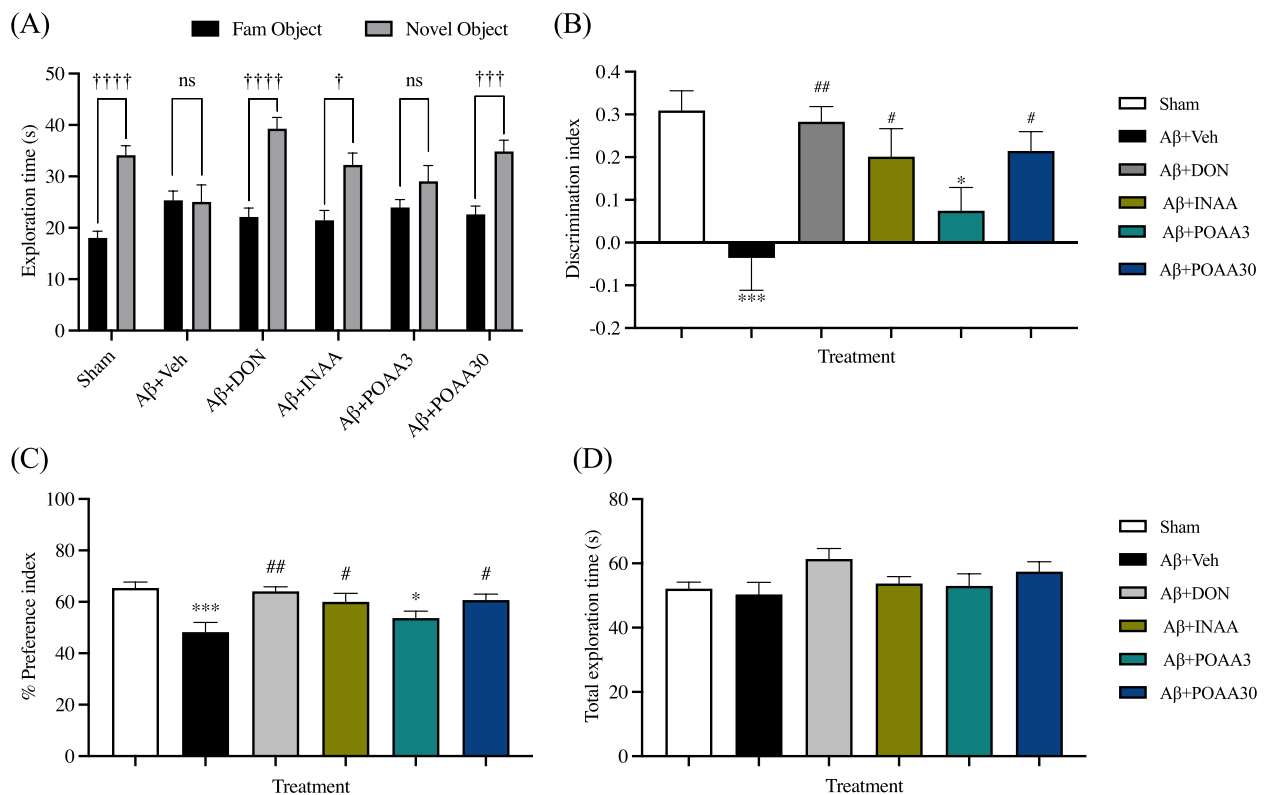 (A)
Fam Object Novel Object
†††† ns †††† † ns †††
Exploration time (s)
50
40
30
20
10
0
Sham Aβ+Veh Aβ+DON Aβ+INAA Aβ+POAA3 Aβ+POAA30
(B)
Discrimination index
0.4
0.3
0.2
0.1
0.0
-0.1
-0.2
*** ## # * #
Treatment
Sham
Aβ+Veh
Aβ+DON
Aβ+INAA
Aβ+POAA3
Aβ+POAA30
(C)
% Preference index
100
80
60
40
20
0
*** ## # * #
Treatment
(D)
Total exploration time (s)
80
60
40
20
0
Treatment
Sham
Aβ+Veh
Aβ+DON
Aβ+INAA
Aβ+POAA3
Aβ+POAA30